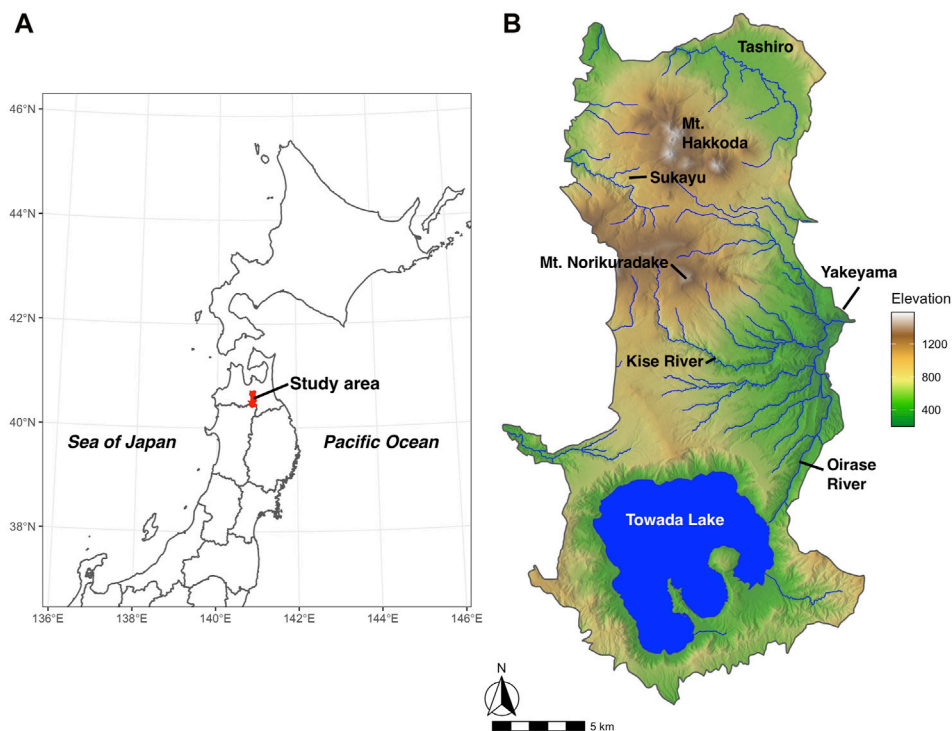 A
46°N
44°N
42°N
40°N
38°N
136°E
138°E
140°E
142°E
144°E
146°E
Study area
Sea of Japan
Pacific Ocean
B
Tashiro
Mt.
Hakkoda
Sukayu
Mt. Norikuradake
Yakeyama
Kise River
Oirase
River
Towada Lake
Elevation
1200
800
400
N
5 km